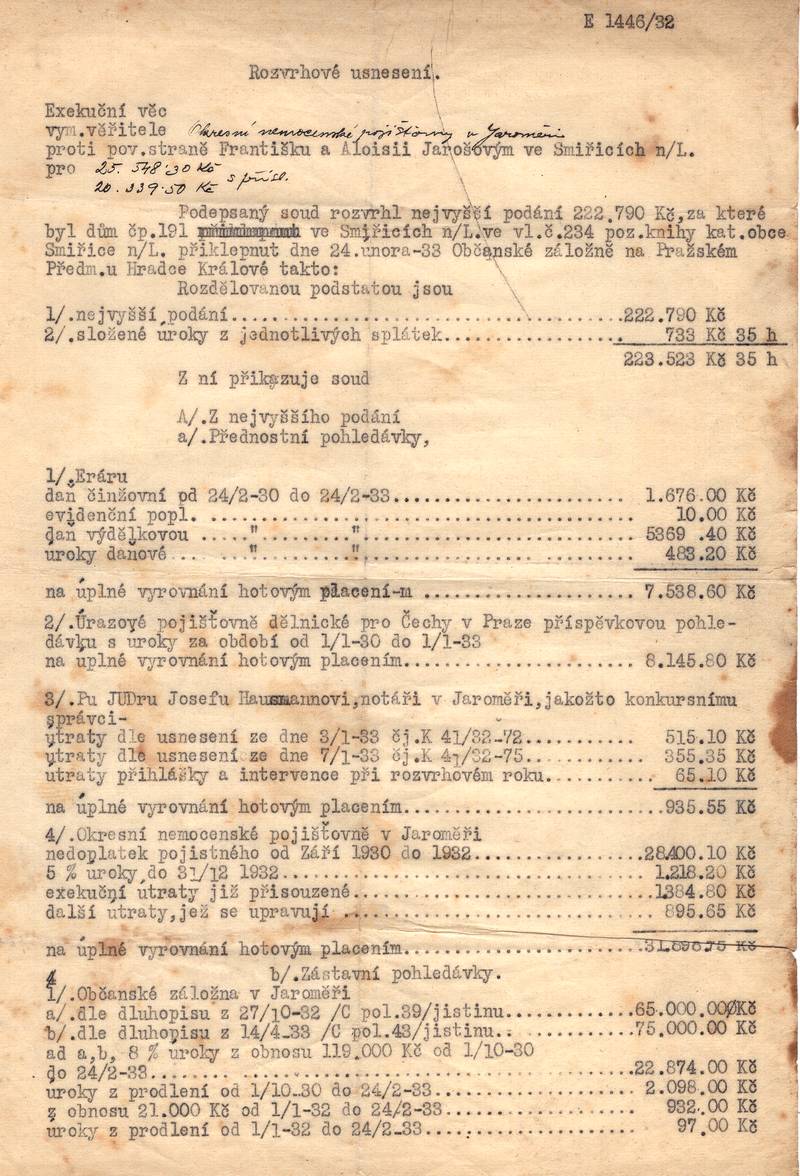 E 1446/32
Rozvrhové usnesení.
Exekuční věc
vym.věřitele Okresní nemocenské pojišťovny v Jaroměři
proti pov.straně Františku a Aloisii Jarošovým ve Smiřicích n/L.
pro 25.548·30 Kč
20.339·50 Kč s přísl.
Podepsaný soud rozvrhl nejvyšší podání 222.790 Kč,za které
byl dům čp.191 ve Smiřicích n/L.ve vl.č.234 poz.knihy kat.obce
Smiřice n/L. přiklepnut dne 24.unora-33 Občanské záložně na Pražském
Předm.u Hradce Králové takto:
Rozdělovanou podstatou jsou
1/.nejvyšší podání.......................................222.790 Kč
2/.složené úroky z jednotlivých splátek................... 733 Kč 35 h
223.523 Kč 35 h
Z ní přikazuje soud
A/.Z nejvyššího podání
a/.Přednostní pohledávky,
1/.Eráru
daň činžovní od 24/2-30 do 24/2-33........................ 1.676.00 Kč
evidenční popl. .......................................... 10.00 Kč
daň výdělkovou ....."........."........................... 5369 .40 Kč
uroky daňové ..."........."............................... 483.20 Kč
na úplné vyrovnání hotovým placení-m ..................... 7.538.60 Kč
2/.Úrazové pojišťovně dělnické pro Čechy v Praze příspěvkovou pohle-
dávku s uroky za období od 1/1-30 do 1/1-33
na uplné vyrovnání hotovým placením....................... 8.145.80 Kč
3/.Pu JUDru Josefu Hausmannovi,notáři v Jaroměři,jakožto konkursnímu
správci-
útraty dle usnesení ze dne 3/1-33 čj.K 41/32-72........... 515.10 Kč
útraty dle usnesení ze dne 7/1-33 čj.K 41/32-75........... 355.35 Kč
utraty přihlášky a intervence při rozvrhovém roku......... 65.10 Kč
na úplné vyrovnání hotovým placením.......................935.55 Kč
4/.Okresní nemocenské pojišťovně v Jaroměři
nedoplatek pojistného od Září 1930 do 1932.................28400.10 Kč
5 % úroky do 31/12 1932....................................1.218.20 Kč
exekuční útraty již přisouzené.............................1384.80 Kč
další utraty,jež se upravují .............................. 895.65 Kč
na úplné vyrovnání hotovým placením........................31.898.75 Kč
b/.Zástavní pohledávky.
1/.Občanské záložna v Jaroměři
a/.dle dluhopisu z 27/10-32 /C pol.39/jistinu..............65.000.00 Kč
b/.dle dluhopisu z 14/4-33 /C pol.43/jistinu.. ............75.000.00 Kč
ad a,b, 8 % úroky z obnosu 119.000 Kč od 1/10-30
do 24/2-33.... ............................................22.874.00 Kč
uroky z prodlení od 1/10-30 do 24/2-33..................... 2.098.00 Kč
z obnosu 21.000 Kč od 1/1-32 do 24/2-33.................... 932.00 Kč
uroky z prodlení od 1/1-32 do 24/2-33...................... 97.00 Kč